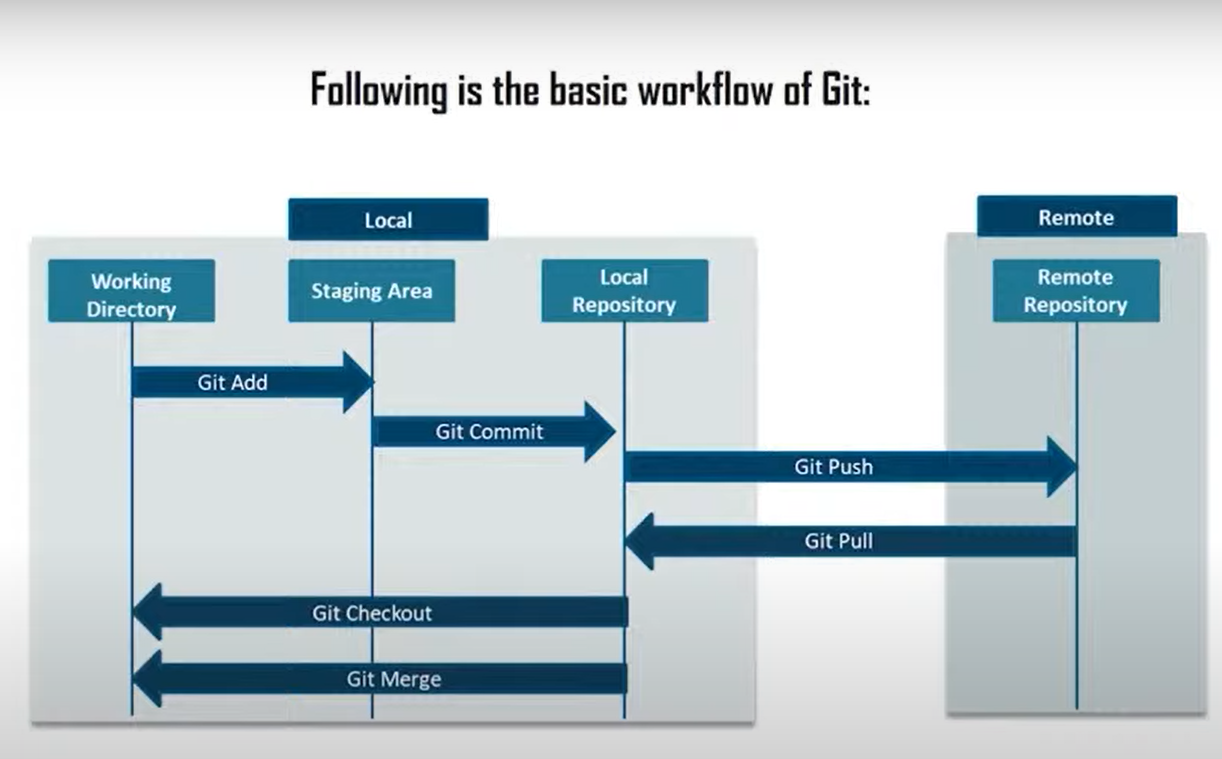 Following is the basic workflow of Git:
Local
Remote
Working
Directory
Staging Area
Local
Repository
Remote
Repository
Git Add
Git Commit
Git Push
Git Pull
Git Checkout
Git Merge